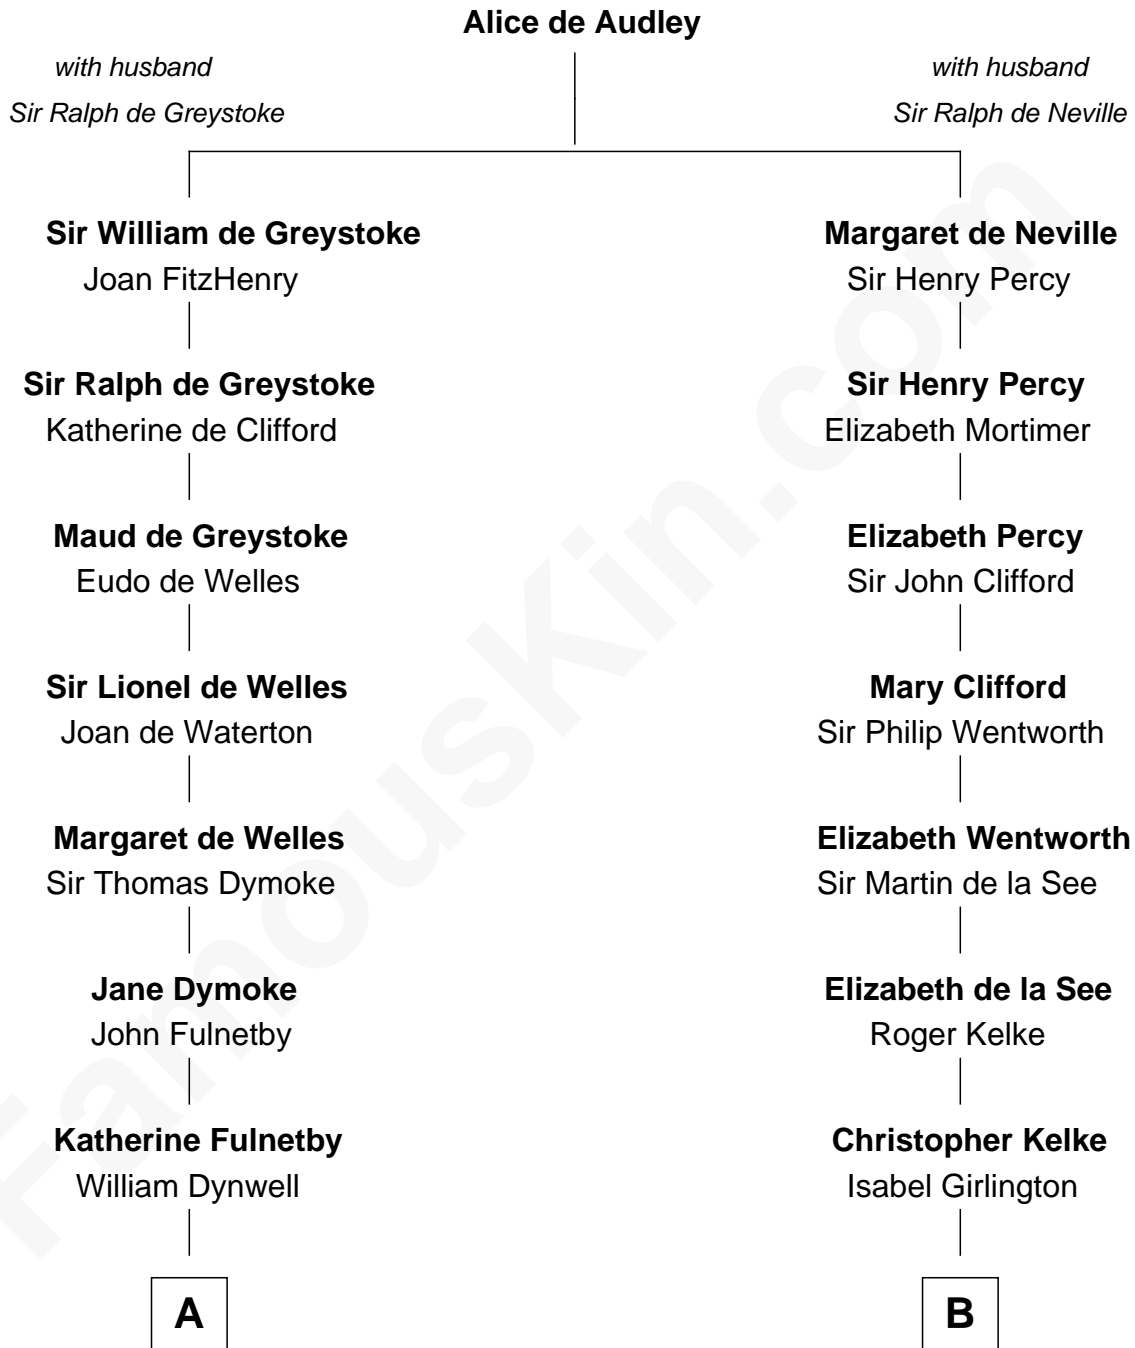 Alice de Audley
with husband
Sir Ralph de Greystoke
with husband
Sir Ralph de Neville
Sir William de Greystoke
Joan FitzHenry
Margaret de Neville
Sir Henry Percy
Sir Ralph de Greystoke
Katherine de Clifford
Sir Henry Percy
Elizabeth Mortimer
Maud de Greystoke
Eudo de Welles
Elizabeth Percy
Sir John Clifford
Sir Lionel de Welles
Joan de Waterton
Mary Clifford
Sir Philip Wentworth
Margaret de Welles
Sir Thomas Dymoke
Elizabeth Wentworth
Sir Martin de la See
Jane Dymoke
John Fulnetby
Elizabeth de la See
Roger Kelke
Katherine Fulnetby
William Dynwell
Christopher Kelke
Isabel Girlington
A
B
FamousKin.com